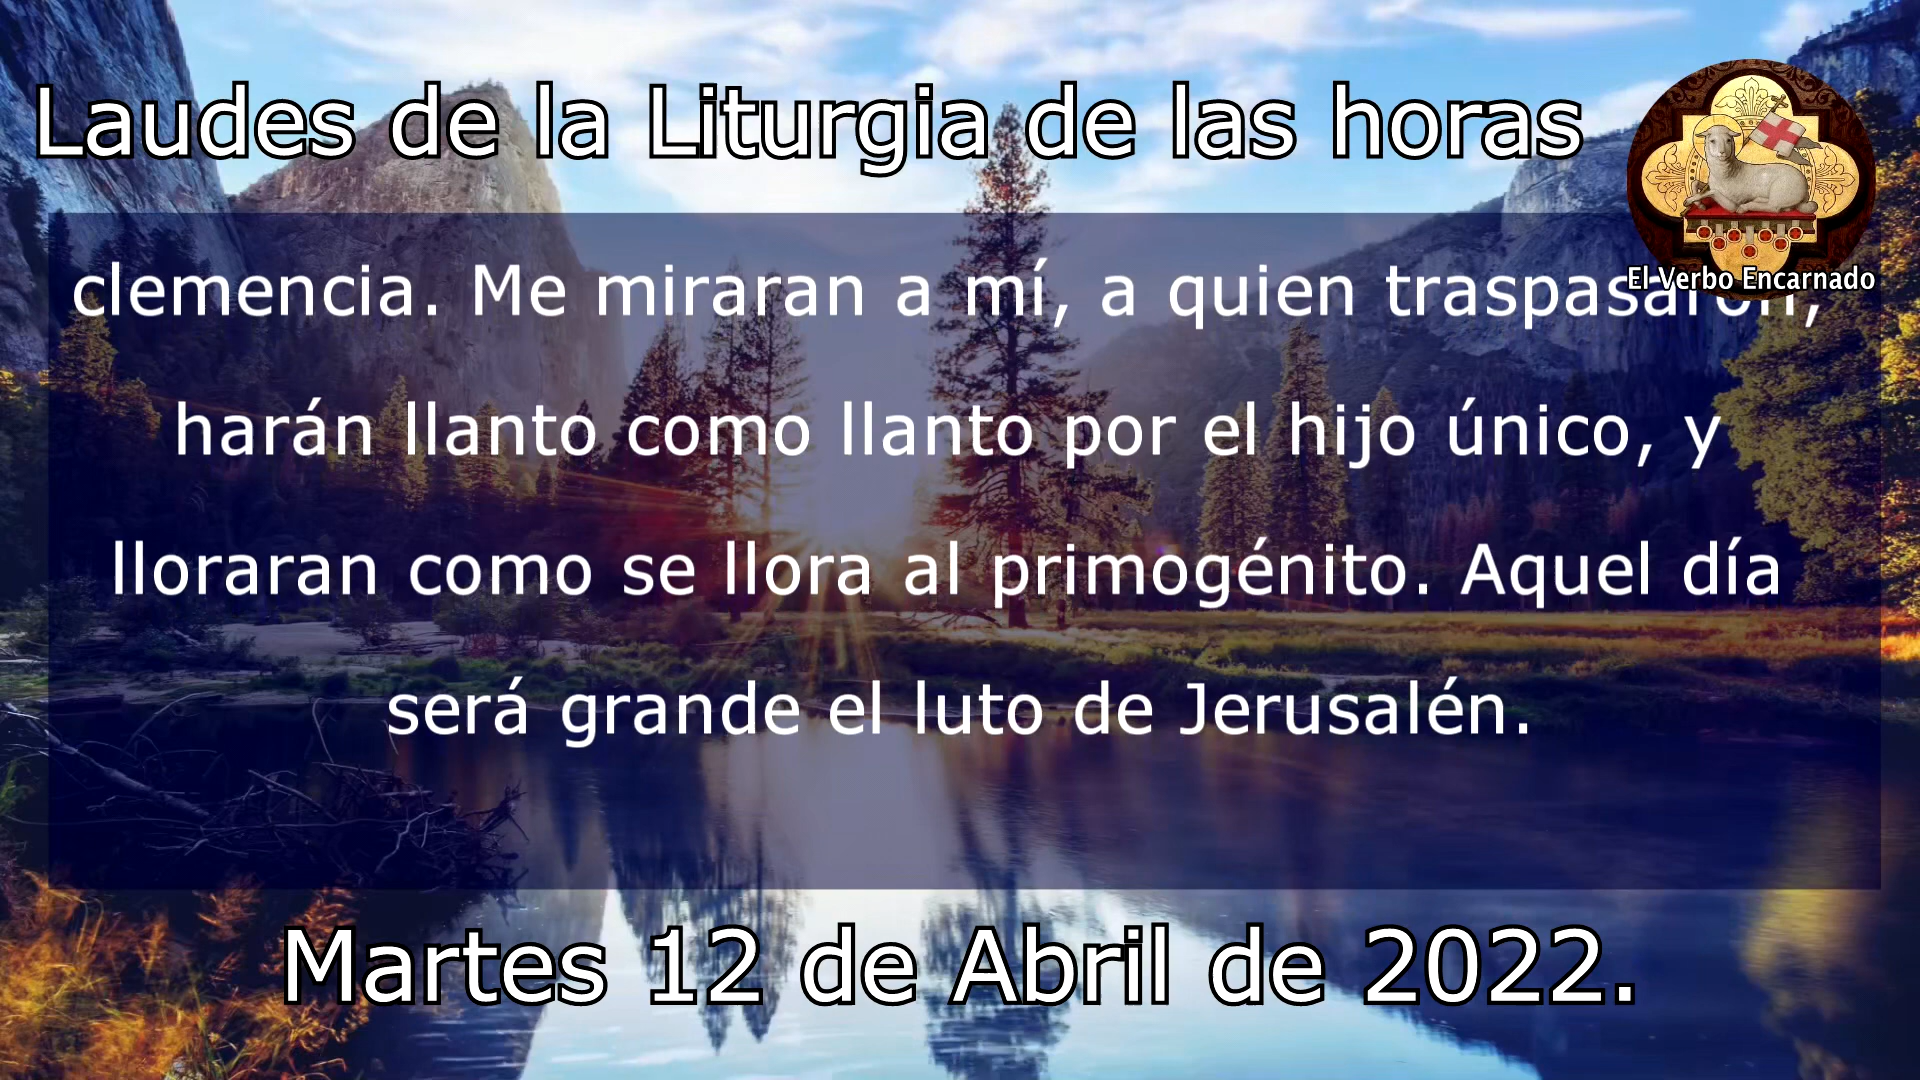 Laudes de la Liturgia de las horas
El Verbo Encarnado
clemencia. Me miraran a mí, a quien traspasaron,
harán llanto como llanto por el hijo único, y
lloraran como se llora al primogénito. Aquel día
será grande el luto de Jerusalén.
Martes 12 de Abril de 2022.